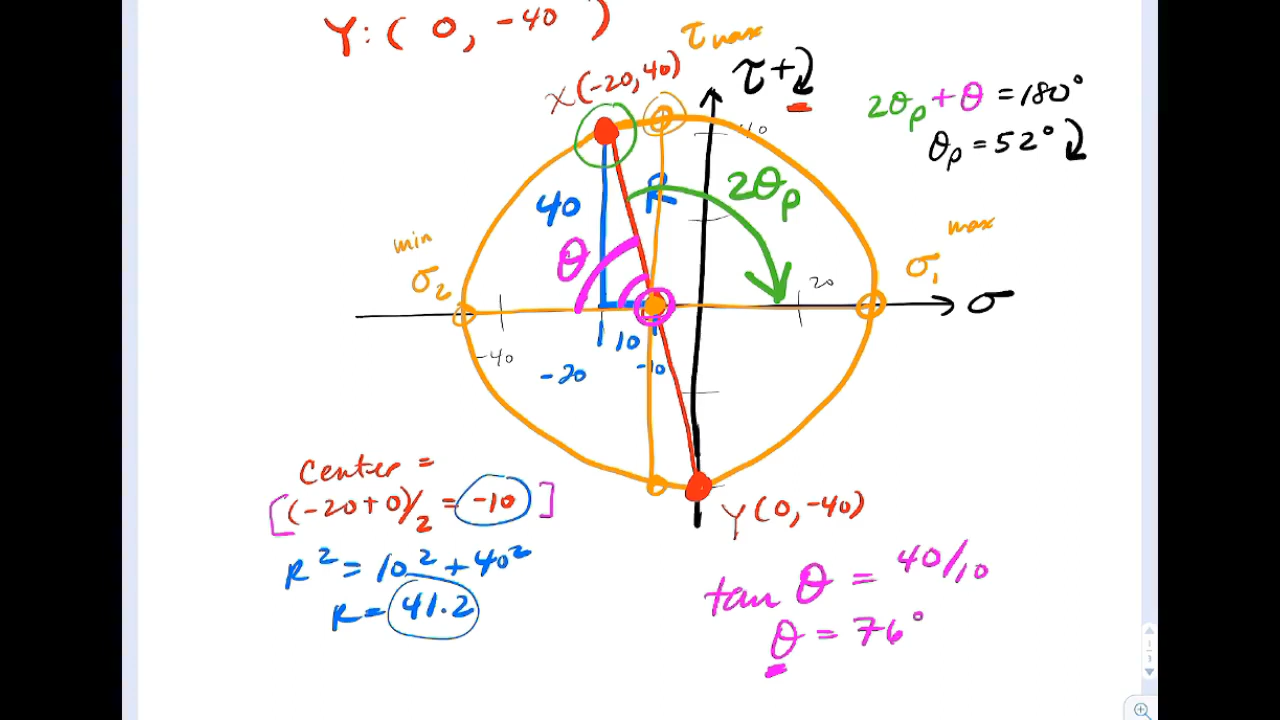 Y: ( 0, -40 )
τ max
X(-20,40)
τ+
2θp + θ = 180°
40
θp = 52°
40
R
2θp
min
max
θ
σ2
σ1
20
σ
10
-40
-20
-10
Center =
[(-20+0)/2 = -10 ]
Y(0,-40)
R² = 10² + 40²
tan θ = 40/10
R = 41.2
θ = 76°